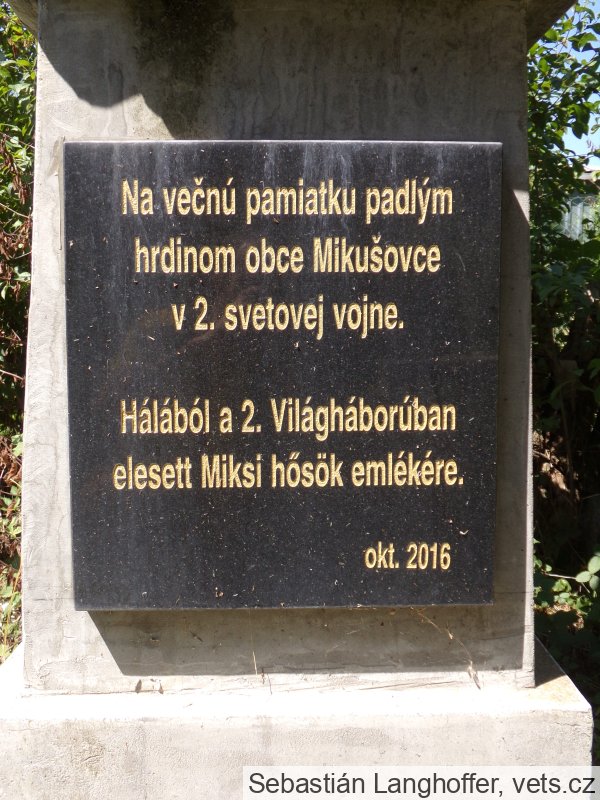 Na večnú pamiatku padlým
hrdinom obce Mikušovce
v 2. svetovej vojne.
Hálából a 2. Világháborúban
elesett Miksi hősök emlékére.
okt. 2016
Sebastián Langhoffer, vets.cz